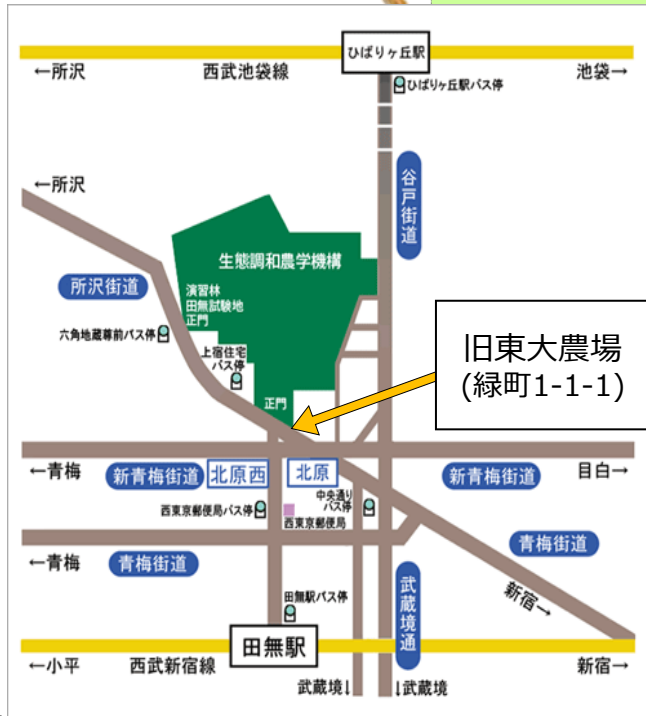 ひばりヶ丘駅
←所沢
西武池袋線
池袋→
ひばりヶ丘駅バス停
←所沢
谷戸街道
生態調和農学機構
所沢街道
演習林
田無試験地
正門
六角地蔵尊前バス停
上宿住宅
バス停
旧東大農場
(緑町1-1-1)
正門
←青梅
新青梅街道
北原西
北原
新青梅街道
目白→
中央通り
バス停
西東京郵便局バス停
西東京郵便局
←青梅
青梅街道
青梅街道
新宿→
田無駅バス停
武蔵境通
田無駅
←小平
西武新宿線
新宿→
武蔵境↓
↓武蔵境